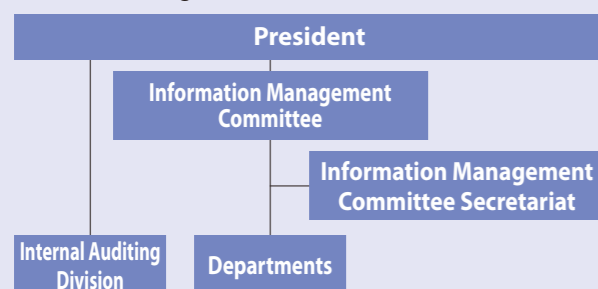 President
Information Management
Committee
Information Management
Committee Secretariat
Internal Auditing
Division
Departments